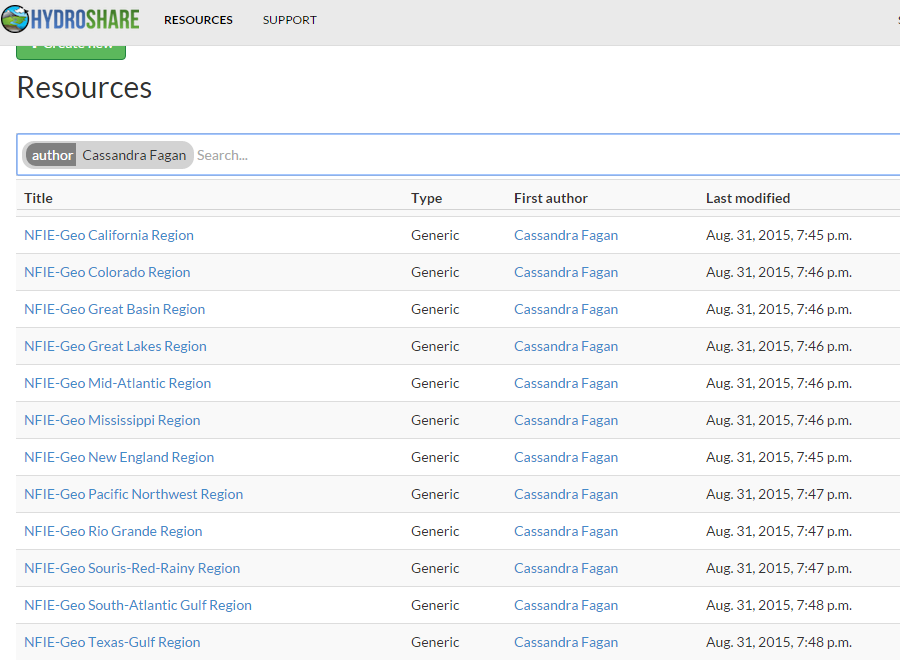 HYDROSHARE RESOURCES SUPPORT
Create new
Resources
author Cassandra Fagan Search...
Title Type First author Last modified
NFIE-Geo California Region Generic Cassandra Fagan Aug. 31, 2015, 7:45 p.m.
NFIE-Geo Colorado Region Generic Cassandra Fagan Aug. 31, 2015, 7:46 p.m.
NFIE-Geo Great Basin Region Generic Cassandra Fagan Aug. 31, 2015, 7:46 p.m.
NFIE-Geo Great Lakes Region Generic Cassandra Fagan Aug. 31, 2015, 7:46 p.m.
NFIE-Geo Mid-Atlantic Region Generic Cassandra Fagan Aug. 31, 2015, 7:46 p.m.
NFIE-Geo Mississippi Region Generic Cassandra Fagan Aug. 31, 2015, 7:46 p.m.
NFIE-Geo New England Region Generic Cassandra Fagan Aug. 31, 2015, 7:45 p.m.
NFIE-Geo Pacific Northwest Region Generic Cassandra Fagan Aug. 31, 2015, 7:47 p.m.
NFIE-Geo Rio Grande Region Generic Cassandra Fagan Aug. 31, 2015, 7:47 p.m.
NFIE-Geo Souris-Red-Rainy Region Generic Cassandra Fagan Aug. 31, 2015, 7:47 p.m.
NFIE-Geo South-Atlantic Gulf Region Generic Cassandra Fagan Aug. 31, 2015, 7:48 p.m.
NFIE-Geo Texas-Gulf Region Generic Cassandra Fagan Aug. 31, 2015, 7:48 p.m.